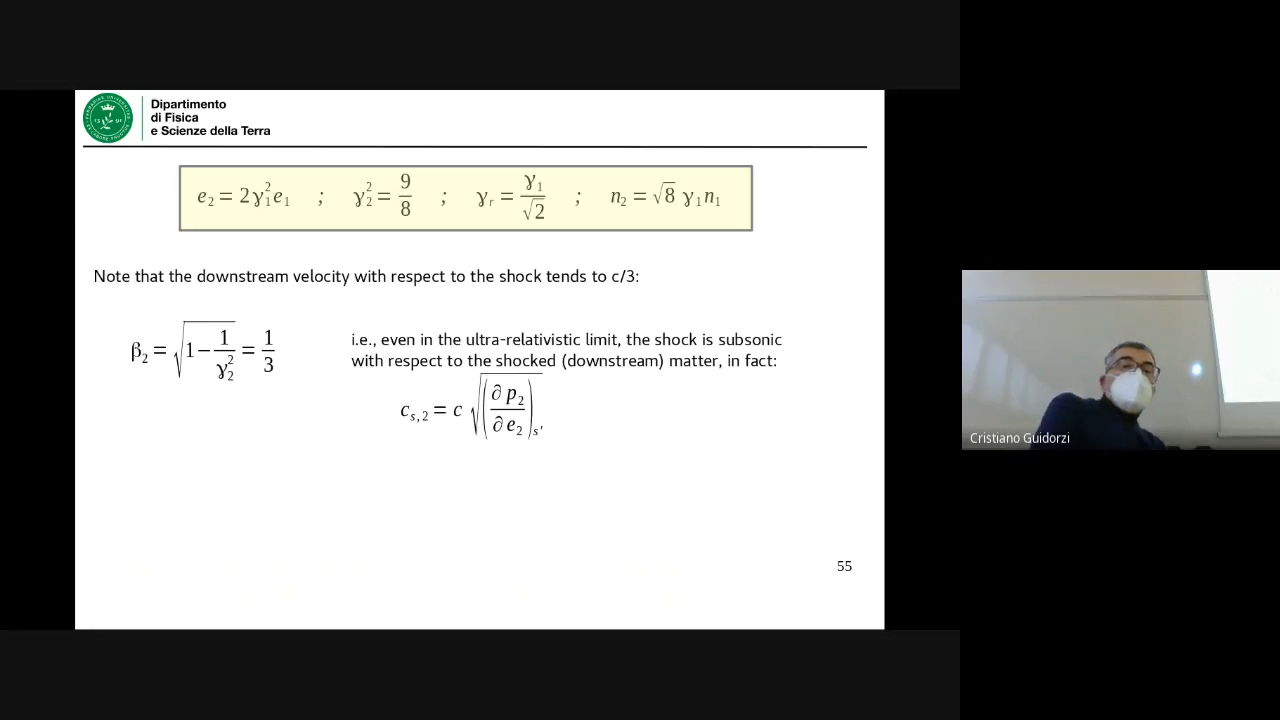 Dipartimento
di Fisica
e Scienze della Terra
e₂ = 2γ₁²e₁ ; γ₂² = 9/8 ; γᵣ = γ₁/√2 ; n₂ = √8 γ₁n₁
Note that the downstream velocity with respect to the shock tends to c/3:
β₂ = √(1 − 1/γ₂²) = 1/3
i.e., even in the ultra-relativistic limit, the shock is subsonic
with respect to the shocked (downstream) matter, in fact:
c_{s,2} = c √((∂p₂/∂e₂)_{s'})
55
Cristiano Guidorzi